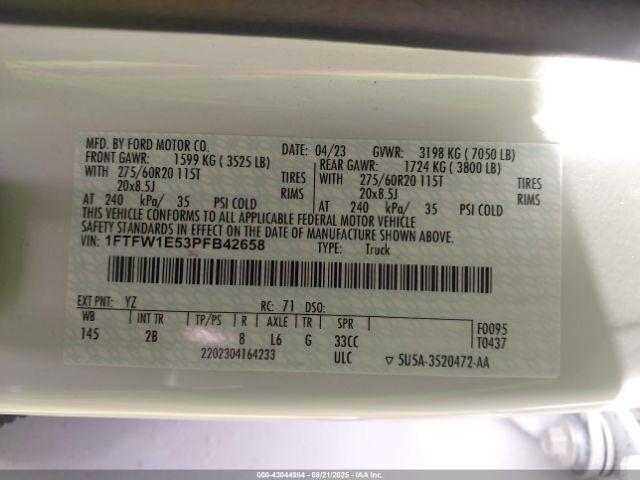 MFD. BY FORD MOTOR CO. DATE: 04/23 GVWR: 3198 KG ( 7050 LB)
FRONT GAWR: 1599 KG ( 3525 LB) REAR GAWR: 1724 KG ( 3800 LB)
WITH 275/60R20 115T TIRES WITH 275/60R20 115T TIRES
20x8.5J RIMS 20x8.5J RIMS
AT 240 kPa/ 35 PSI COLD AT 240 kPa/ 35 PSI COLD
THIS VEHICLE CONFORMS TO ALL APPLICABLE FEDERAL MOTOR VEHICLE
SAFETY STANDARDS IN EFFECT ON THE DATE OF MANUFACTURE SHOWN ABOVE.
VIN: 1FTFW1E53PFB42658 TYPE: Truck
EXT PNT: YZ RC: 71 DSO:
WB INT TR TP/PS R AXLE TR SPR F0095
145 2B 8 L6 G 33CC T0437
2202304164233 ULC 5U5A-3520472-AA
000-43044984 - 08/21/2025 - COPYRIGHT IAA, LLC.